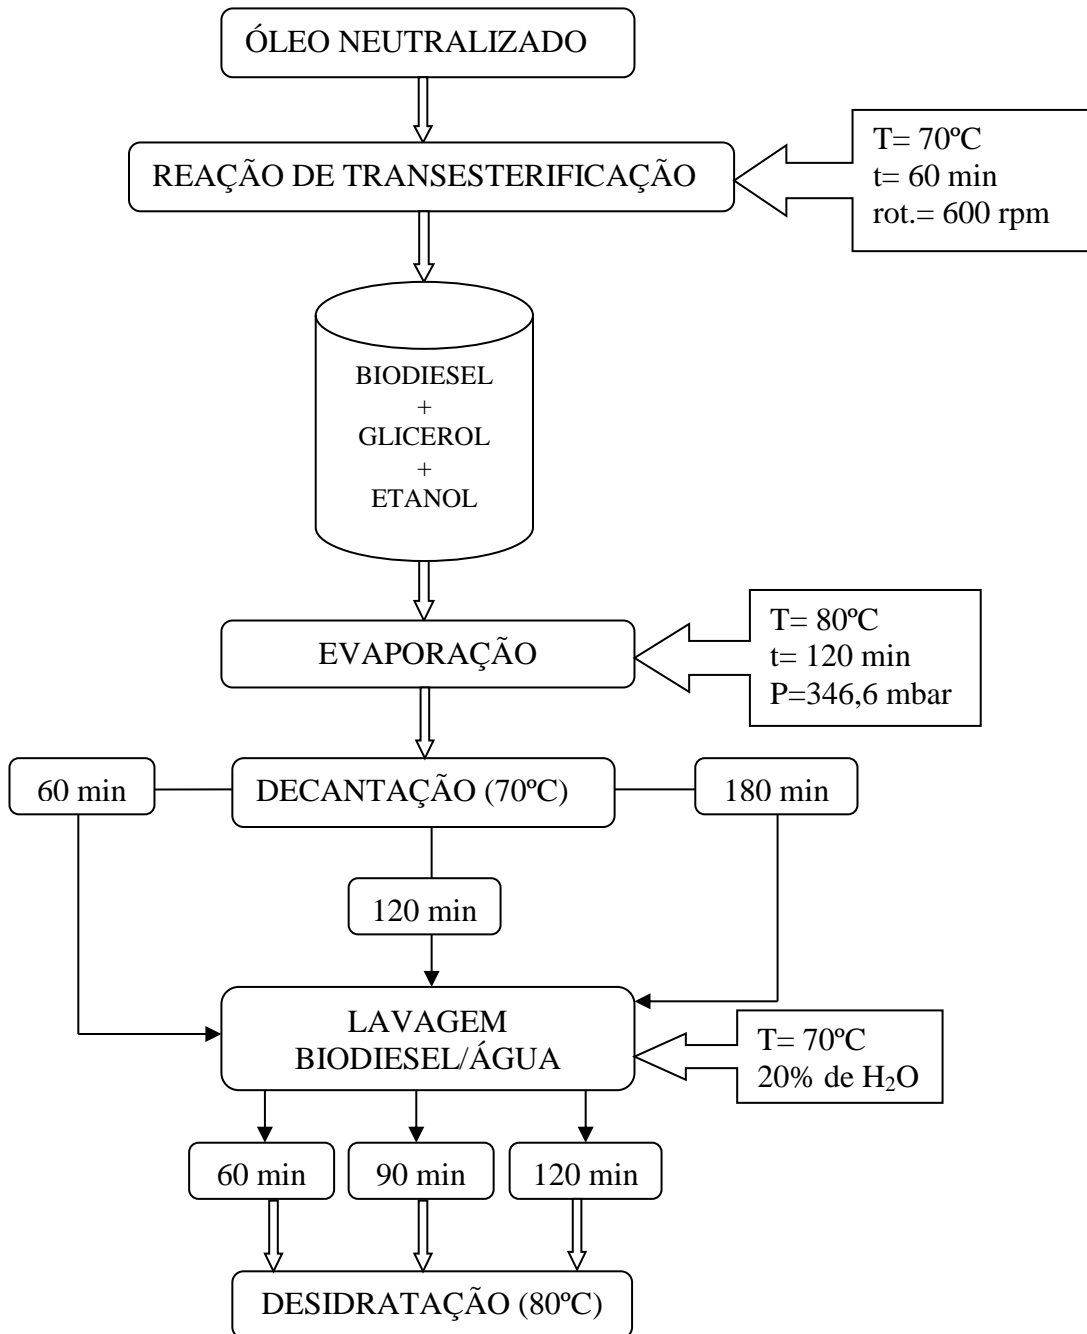 ÓLEO NEUTRALIZADO
REAÇÃO DE TRANSESTERIFICAÇÃO
T= 70ºC
t= 60 min
rot.= 600 rpm
BIODIESEL
+
GLICEROL
+
ETANOL
EVAPORAÇÃO
T= 80ºC
t= 120 min
P=346,6 mbar
60 min
DECANTAÇÃO (70ºC)
180 min
120 min
LAVAGEM
BIODIESEL/ÁGUA
T= 70ºC
20% de H₂O
60 min
90 min
120 min
DESIDRATAÇÃO (80ºC)